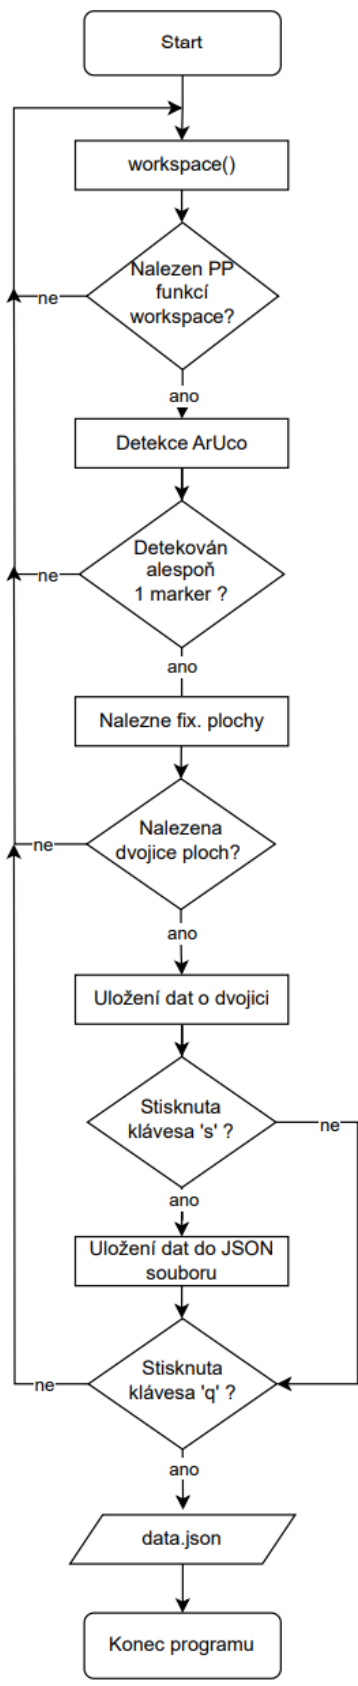 Start
workspace()
Nalezen PP
funkcí
workspace?
ne
ano
Detekce ArUco
Detekován
alespoň
1 marker ?
ne
ano
Nalezne fix. plochy
Nalezena
dvojice ploch?
ne
ano
Uložení dat o dvojici
Stisknuta
klávesa 's' ?
ne
ano
Uložení dat do JSON
souboru
Stisknuta
klávesa 'q' ?
ne
ano
data.json
Konec programu